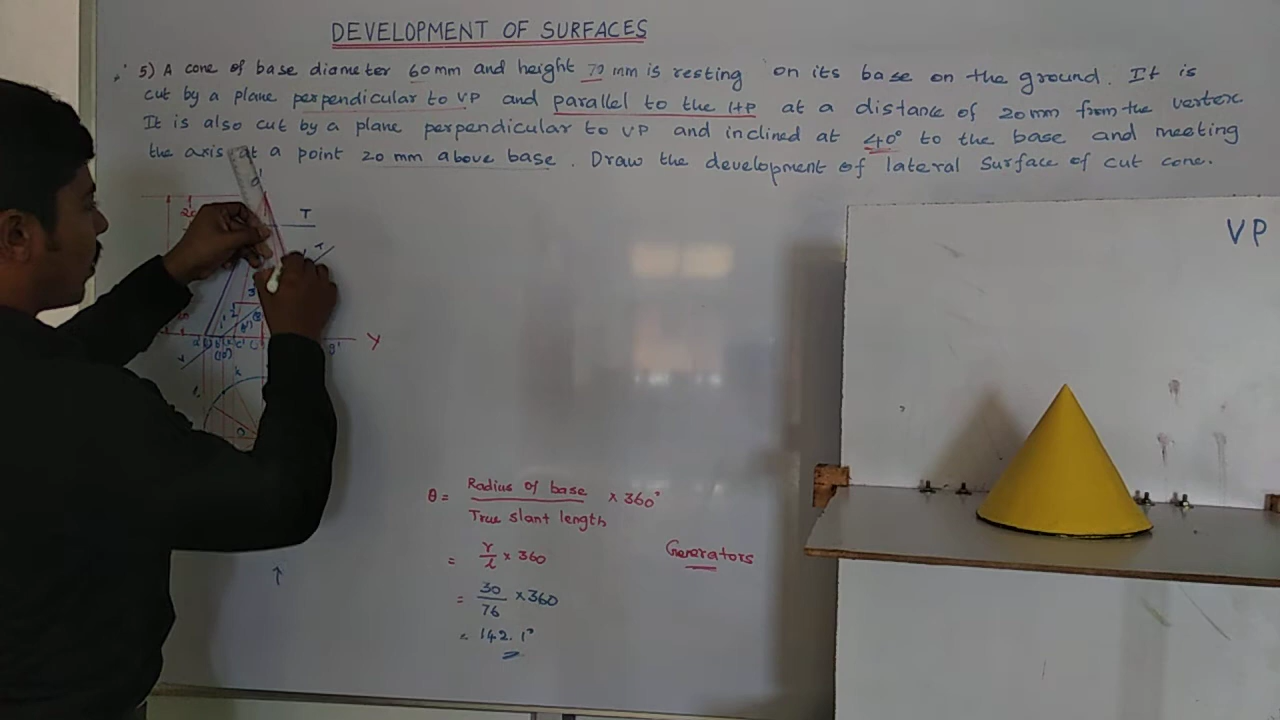 DEVELOPMENT OF SURFACES
5) A cone of base diameter 60mm and height 70 mm is resting on its base on the ground. It is
cut by a plane perpendicular to VP and parallel to the HP at a distance of 20mm from the vertex.
It is also cut by a plane perpendicular to VP and inclined at 40° to the base and meeting
the axis at a point 20 mm above base. Draw the development of lateral surface of cut cone.
VP
T
T
Y
θ = Radius of base / True slant length × 360°
= r/l × 360
= 30/76 × 360
= 142.1°
Generators